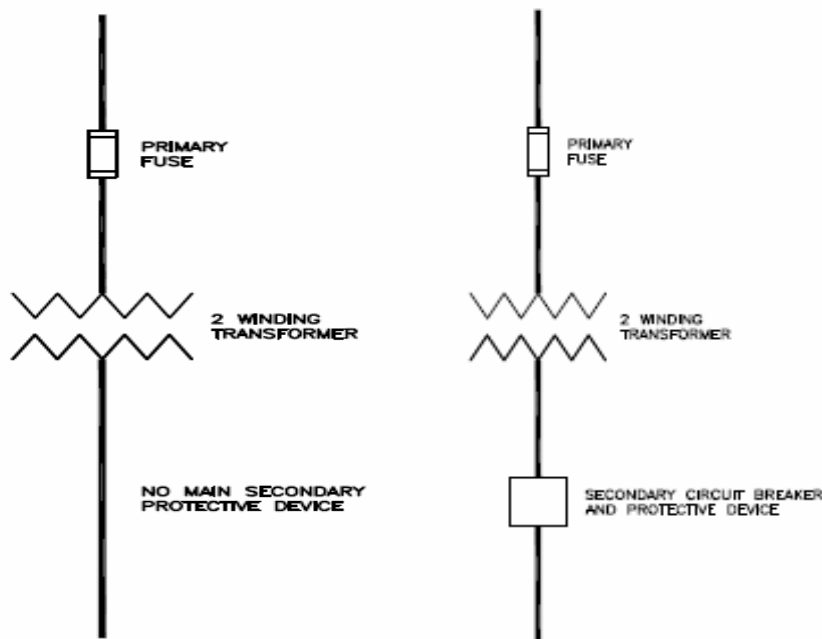 PRIMARY
FUSE
2 WINDING
TRANSFORMER
NO MAIN SECONDARY
PROTECTIVE DEVICE
PRIMARY
FUSE
2 WINDING
TRANSFORMER
SECONDARY CIRCUIT BREAKER
AND PROTECTIVE DEVICE